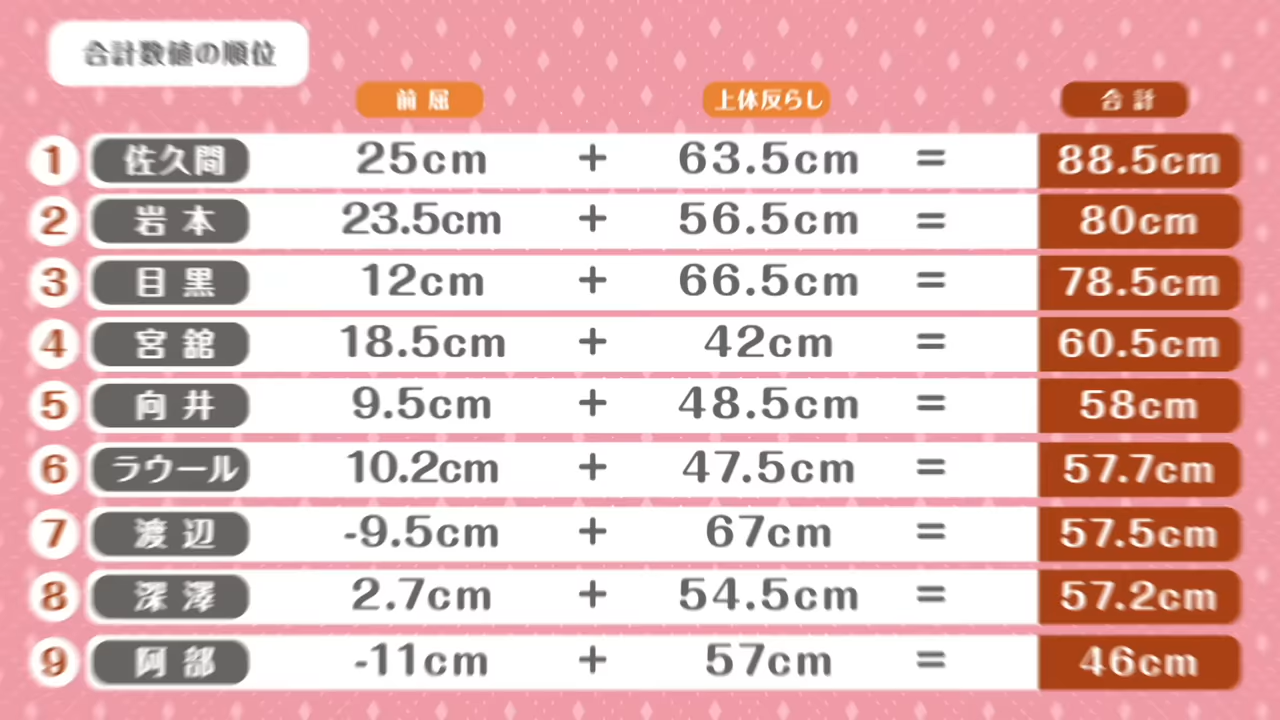 合計数値の順位
前屈 上体反らし 合計
1 佐久間 25cm + 63.5cm = 88.5cm
2 岩本 23.5cm + 56.5cm = 80cm
3 目黒 12cm + 66.5cm = 78.5cm
4 宮舘 18.5cm + 42cm = 60.5cm
5 向井 9.5cm + 48.5cm = 58cm
6 ラウール 10.2cm + 47.5cm = 57.7cm
7 渡辺 -9.5cm + 67cm = 57.5cm
8 深澤 2.7cm + 54.5cm = 57.2cm
9 阿部 -11cm + 57cm = 46cm